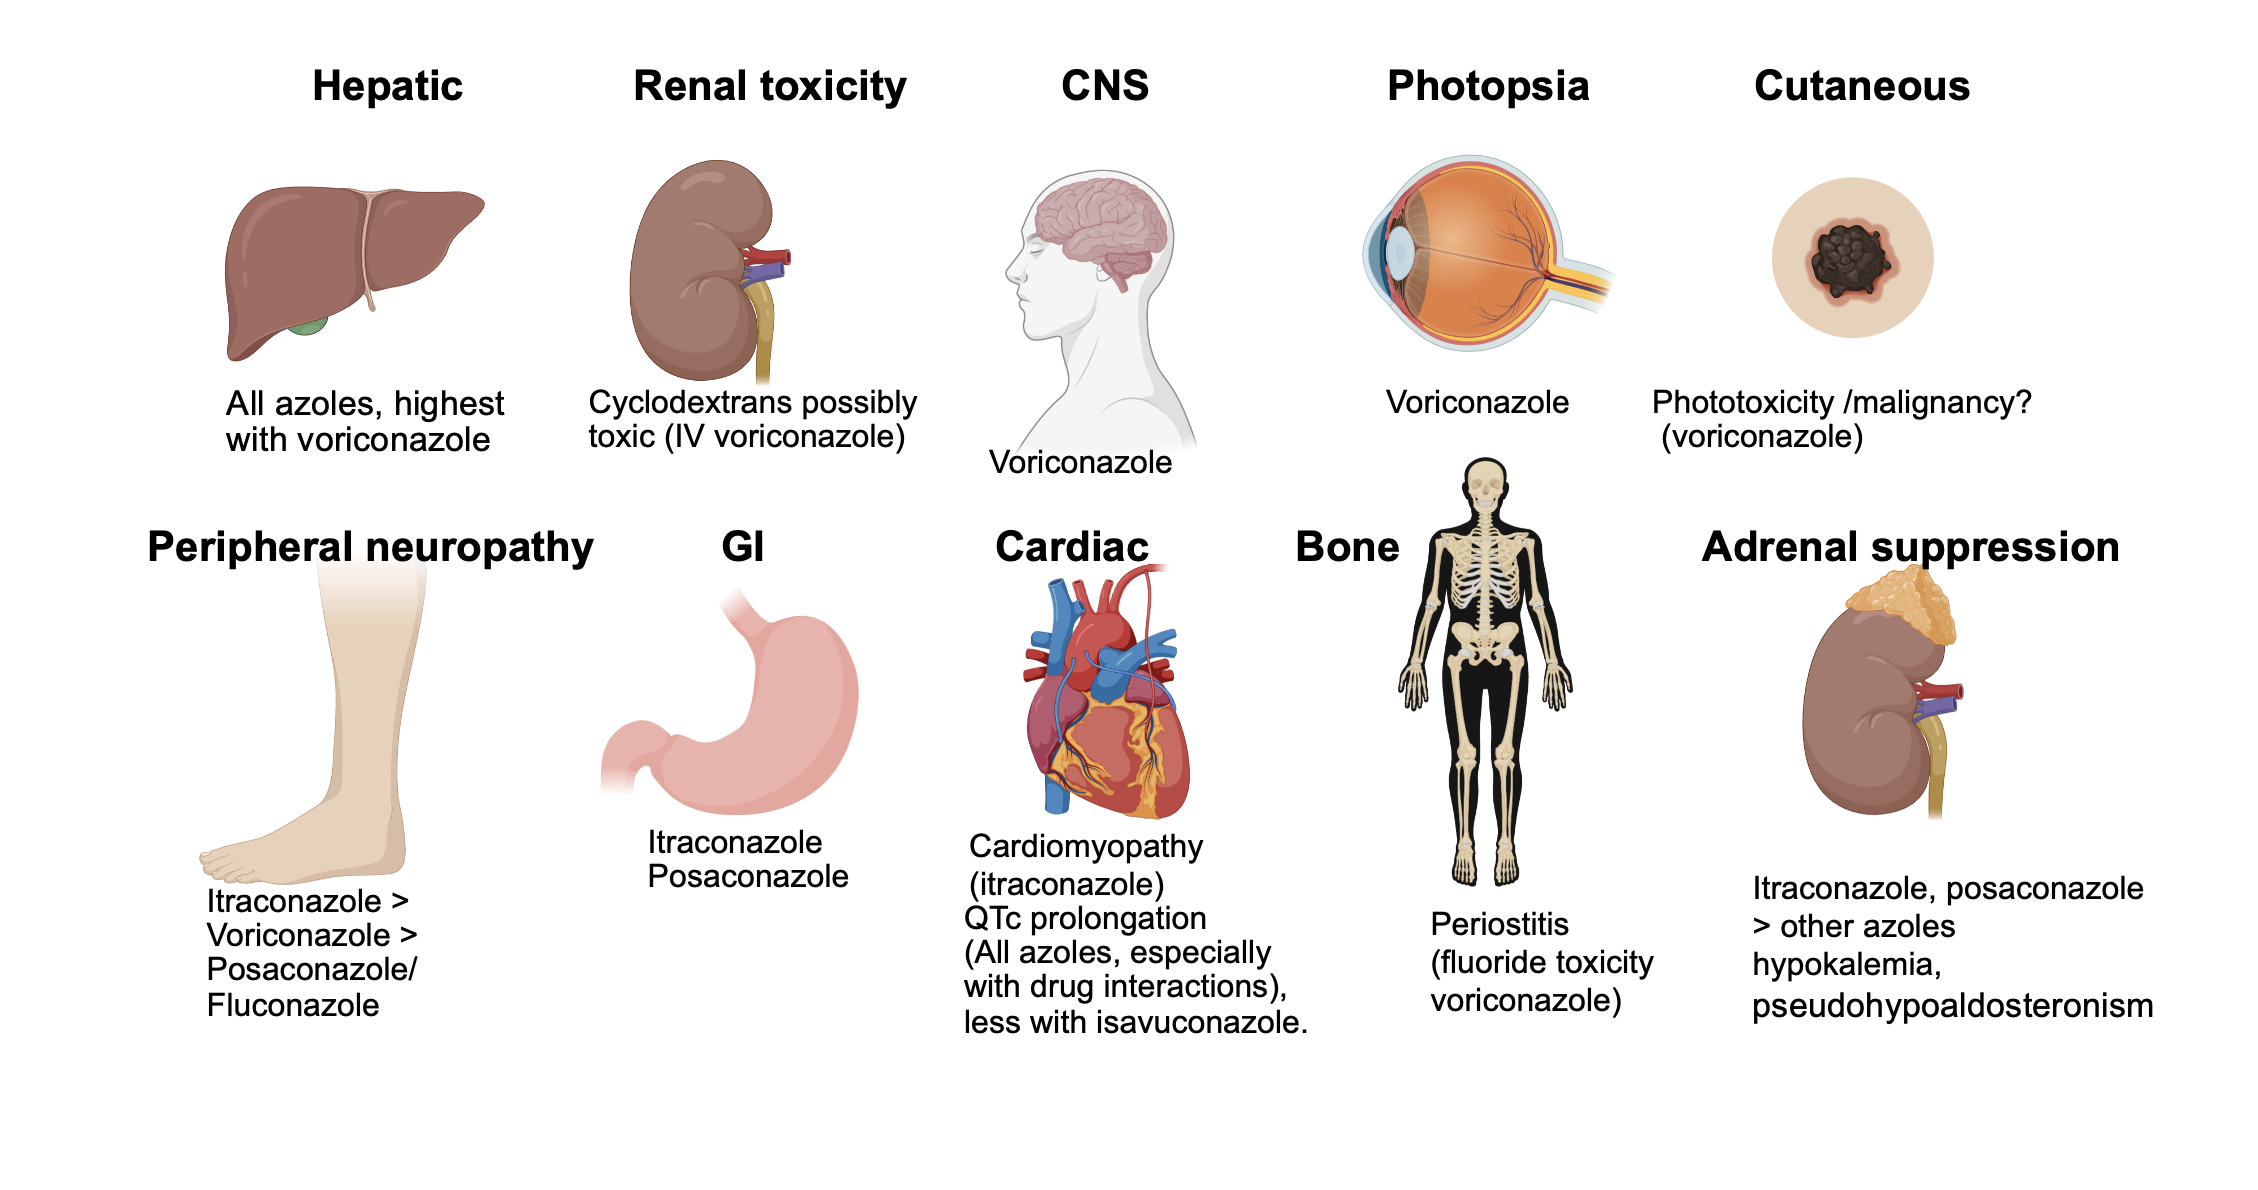 Hepatic
All azoles, highest
with voriconazole
Renal toxicity
Cyclodextrans possibly
toxic (IV voriconazole)
CNS
Voriconazole
Photopsia
Voriconazole
Cutaneous
Phototoxicity /malignancy?
(voriconazole)
Peripheral neuropathy
Itraconazole >
Voriconazole >
Posaconazole/
Fluconazole
GI
Itraconazole
Posaconazole
Cardiac
Cardiomyopathy
(itraconazole)
QTc prolongation
(All azoles, especially
with drug interactions),
less with isavuconazole.
Bone
Periostitis
(fluoride toxicity
voriconazole)
Adrenal suppression
Itraconazole, posaconazole
> other azoles
hypokalemia,
pseudohypoaldosteronism